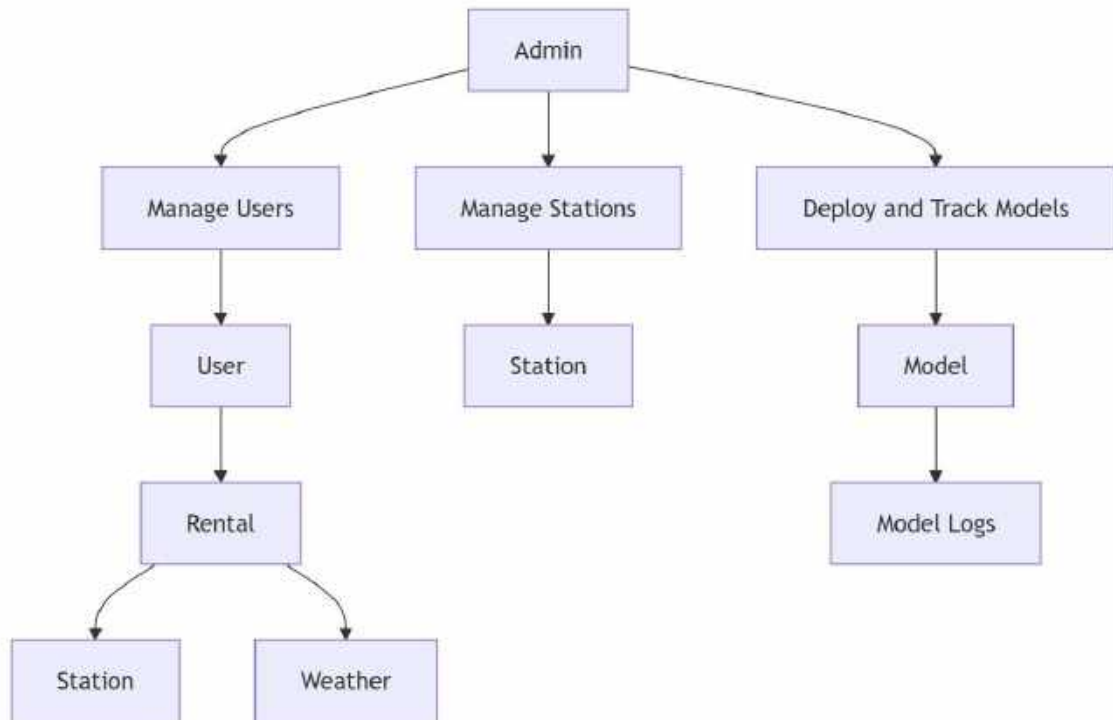 Admin
Manage Users
Manage Stations
Deploy and Track Models
User
Station
Model
Rental
Model Logs
Station
Weather